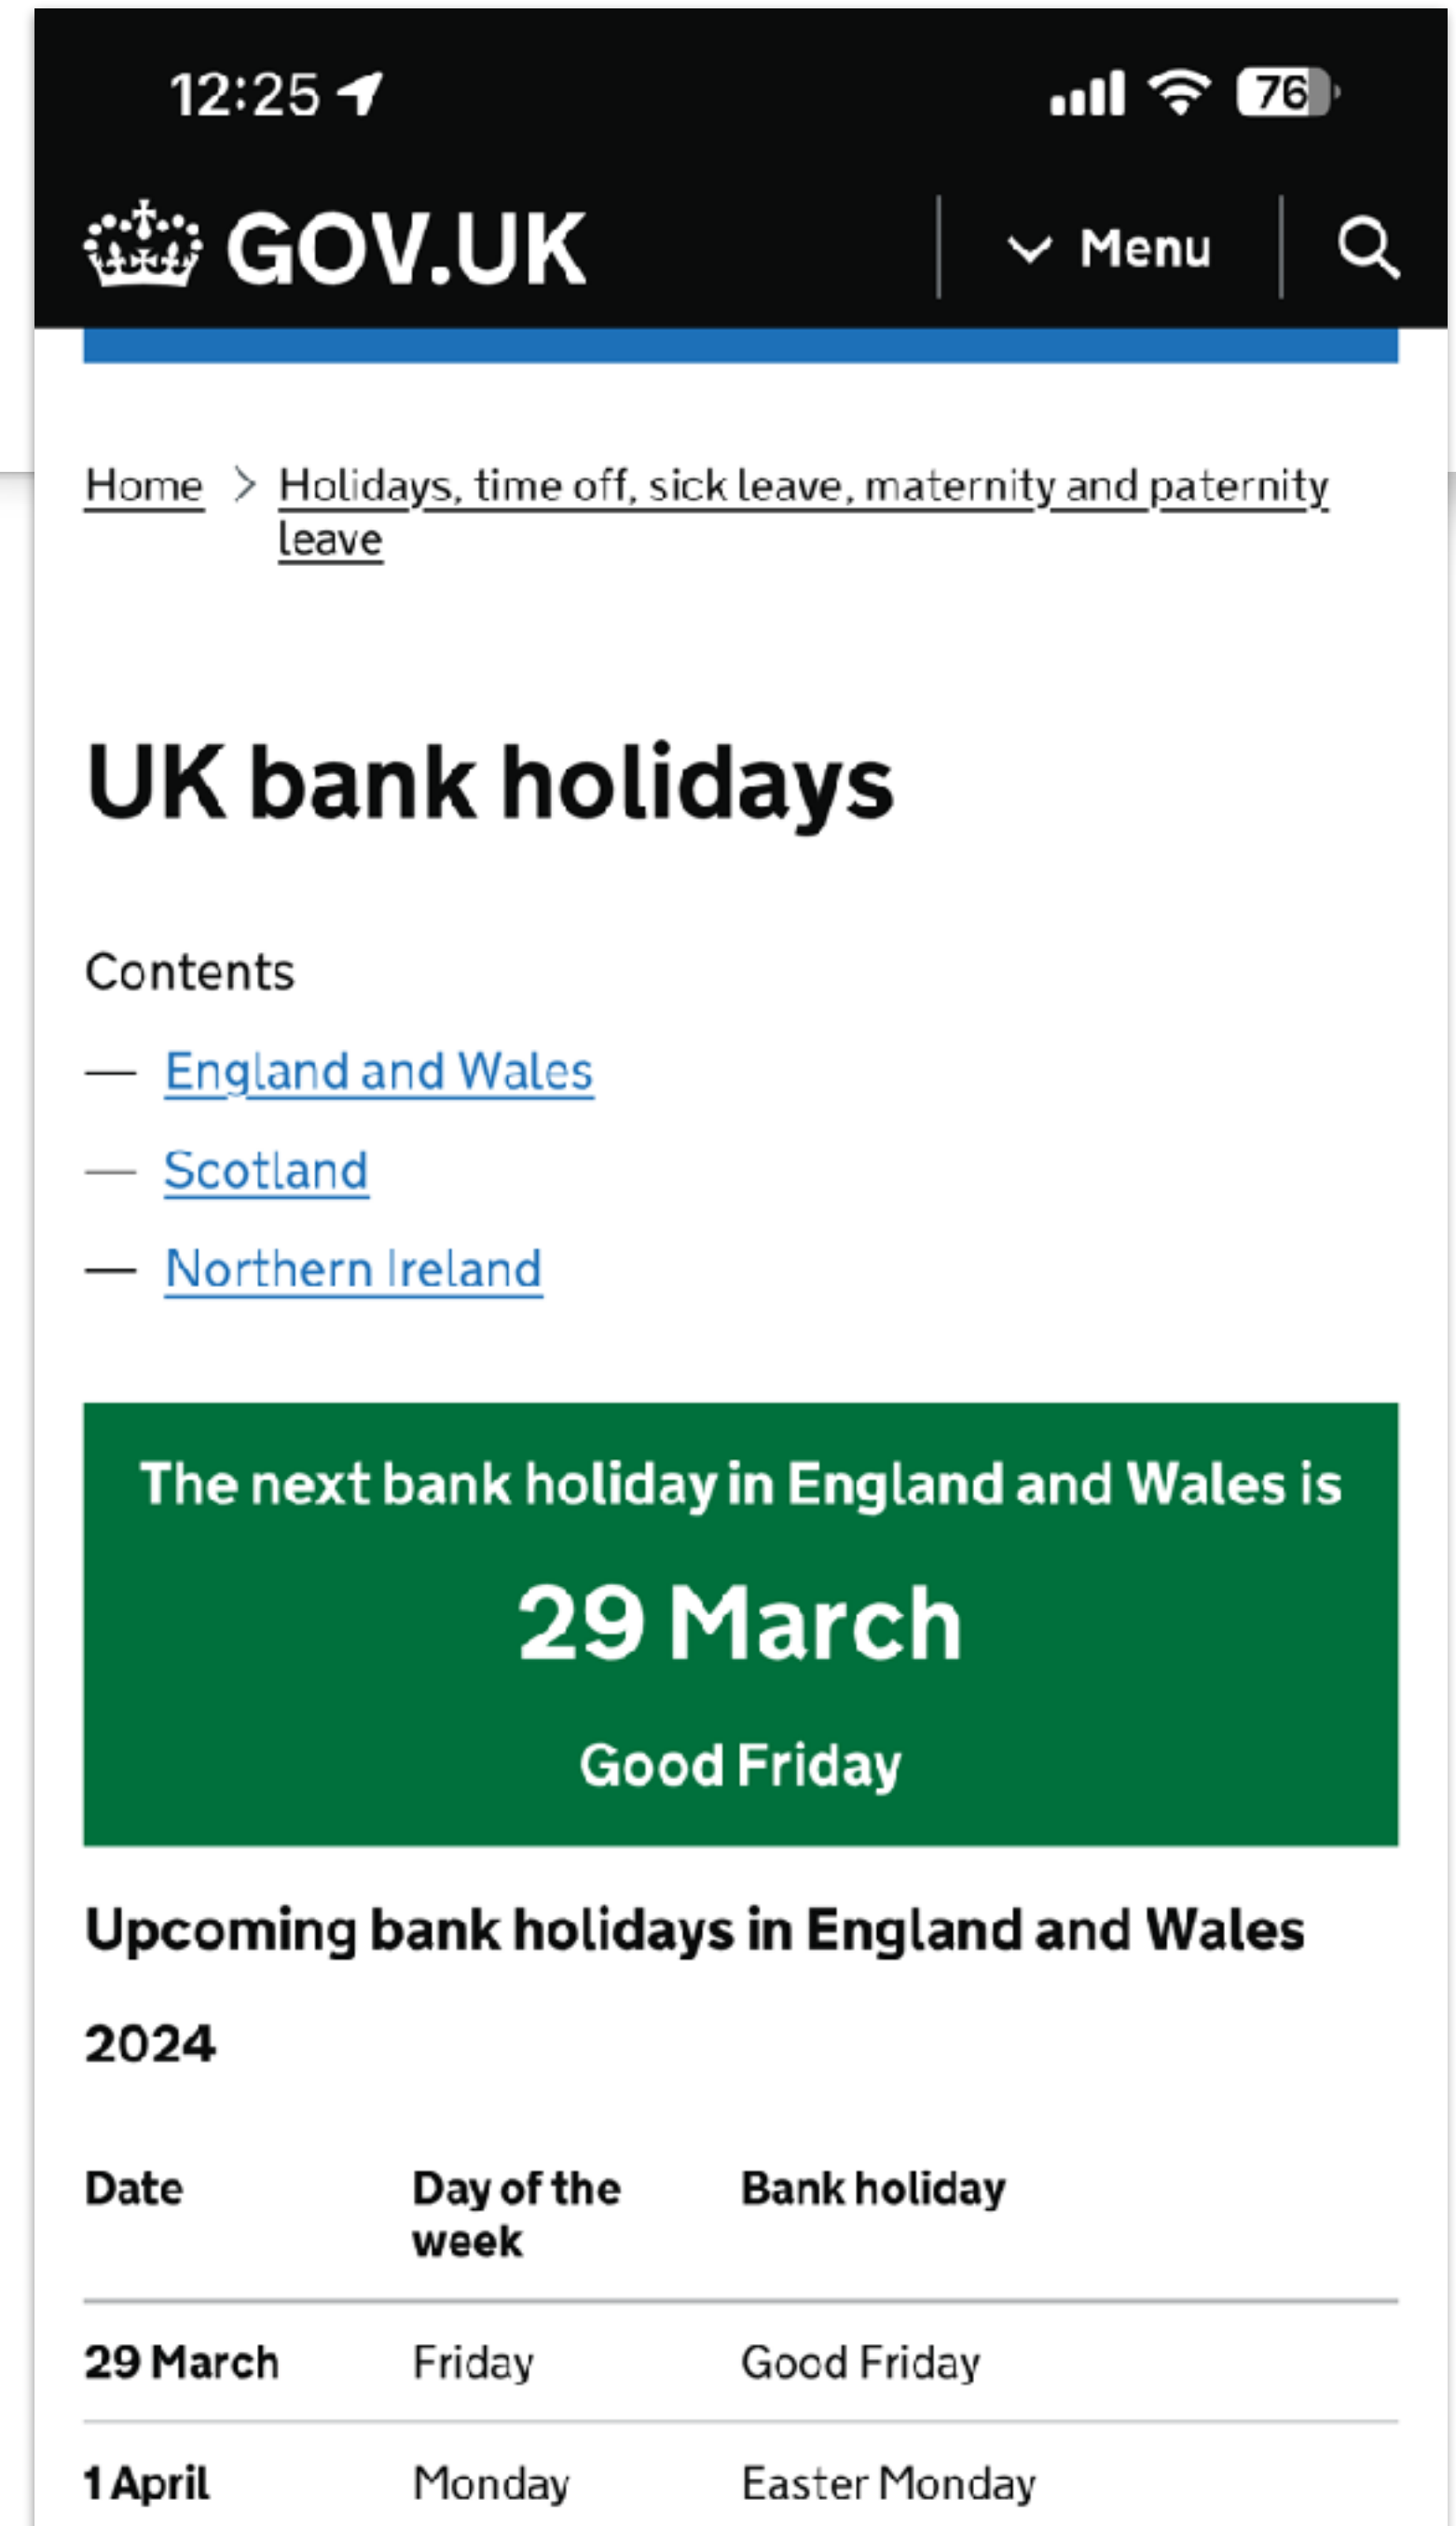 12:25
76
GOV.UK
Menu
Home
Holidays, time off, sick leave, maternity and paternity
leave
UK bank holidays
Contents
— England and Wales
— Scotland
— Northern Ireland
The next bank holiday in England and Wales is
29 March
Good Friday
Upcoming bank holidays in England and Wales
2024
Date Day of the week Bank holiday
29 March Friday Good Friday
1 April Monday Easter Monday